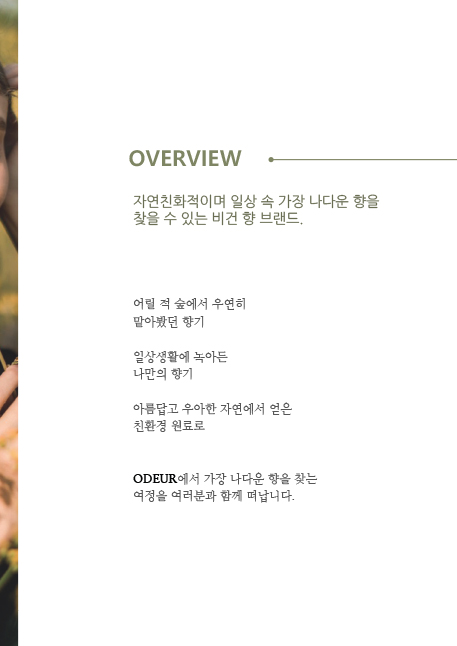 OVERVIEW
자연친화적이며 일상 속 가장 나다운 향을
찾을 수 있는 비건 향 브랜드.
어릴 적 숲에서 우연히
맡아봤던 향기
일상생활에 녹아든
나만의 향기
아름답고 우아한 자연에서 얻은
친환경 원료로
ODEUR에서 가장 나다운 향을 찾는
여정을 여러분과 함께 떠납니다.